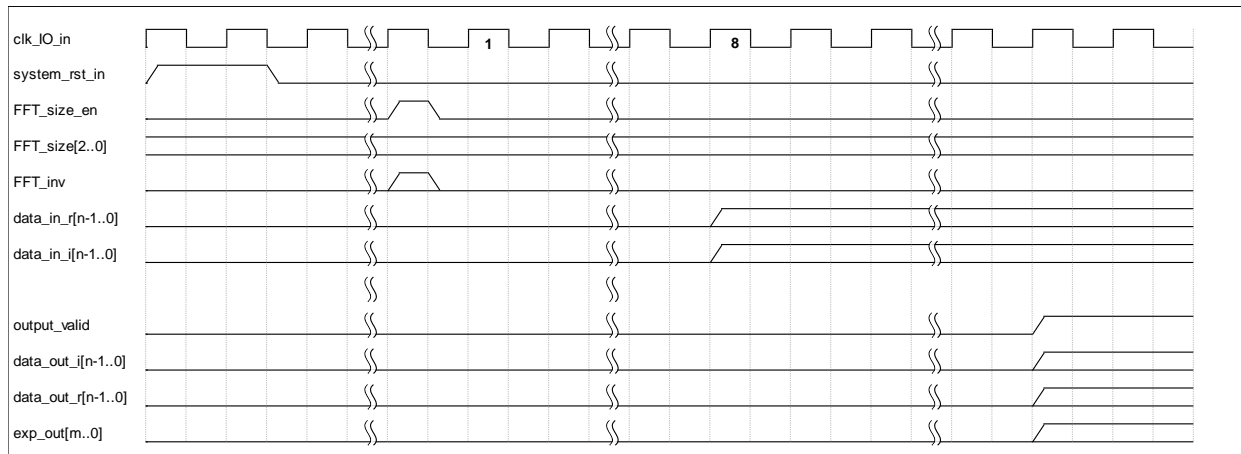 clk_IO_in
1
8
system_rst_in
FFT_size_en
FFT_size[2..0]
FFT_inv
data_in_r[n-1..0]
data_in_i[n-1..0]
output_valid
data_out_i[n-1..0]
data_out_r[n-1..0]
exp_out[m..0]